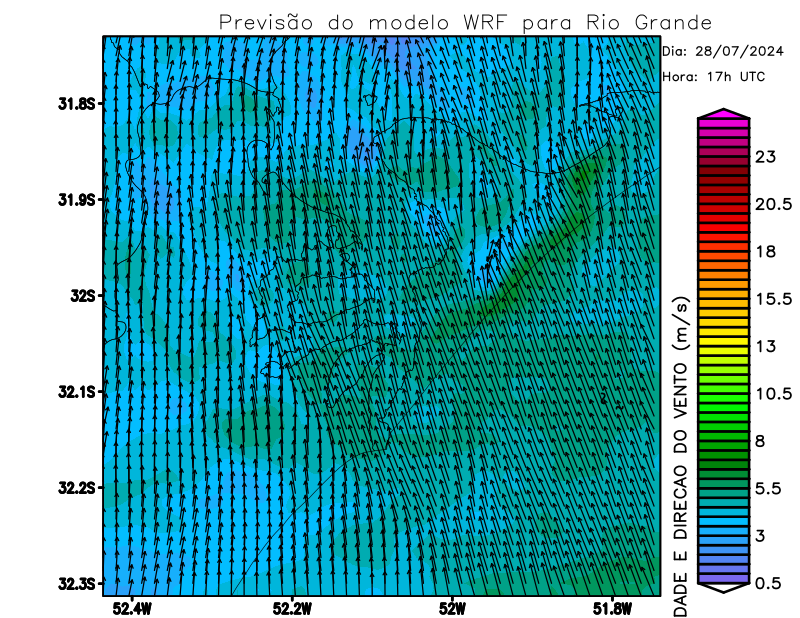 Previsão do modelo WRF para Rio Grande
Dia: 28/07/2024
Hora: 17h UTC
31.8S
31.9S
32S
32.1S
32.2S
32.3S
52.4W
52.2W
52W
51.8W
23
20.5
18
15.5
13
10.5
8
5.5
3
0.5
DADE E DIRECAO DO VENTO (m/s)